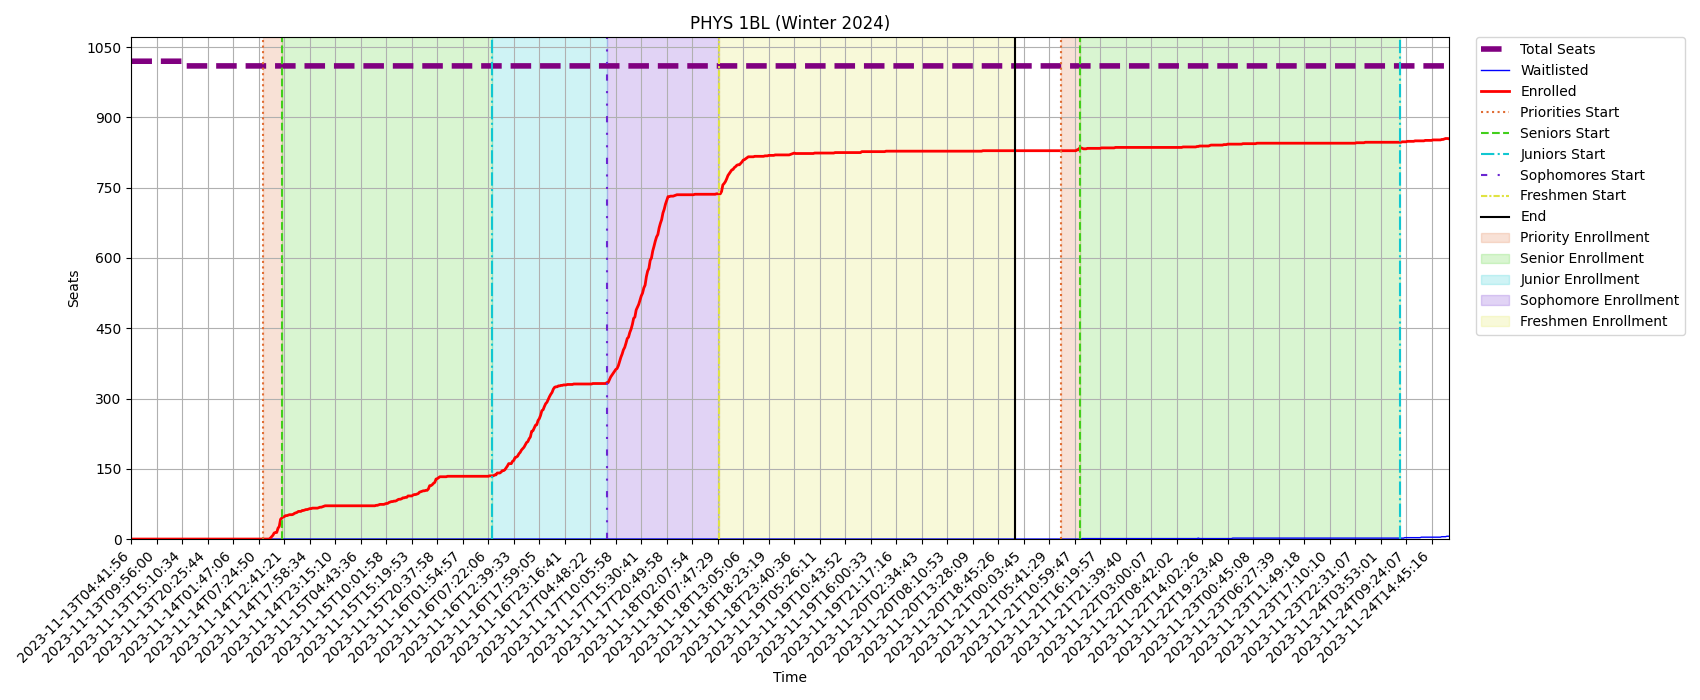 PHYS 1BL (Winter 2024)
1050
900
750
600
450
300
150
0
Seats
2023-11-13T04:41:56
2023-11-13T09:56:00
2023-11-13T15:10:34
2023-11-13T20:25:44
2023-11-14T01:47:06
2023-11-14T07:24:50
2023-11-14T12:41:21
2023-11-14T17:58:34
2023-11-14T23:15:10
2023-11-15T04:43:36
2023-11-15T10:01:58
2023-11-15T15:19:53
2023-11-15T20:37:58
2023-11-16T01:54:57
2023-11-16T07:22:06
2023-11-16T12:39:33
2023-11-16T17:59:05
2023-11-16T23:16:41
2023-11-17T04:48:22
2023-11-17T10:05:58
2023-11-17T15:30:41
2023-11-17T20:49:58
2023-11-18T02:07:54
2023-11-18T07:47:29
2023-11-18T13:05:06
2023-11-18T18:23:19
2023-11-18T23:40:36
2023-11-19T05:26:11
2023-11-19T10:43:52
2023-11-19T16:00:33
2023-11-19T21:17:16
2023-11-20T02:34:43
2023-11-20T08:10:53
2023-11-20T13:28:09
2023-11-20T18:45:26
2023-11-21T00:03:45
2023-11-21T05:41:29
2023-11-21T10:59:47
2023-11-21T16:19:57
2023-11-21T21:39:40
2023-11-22T03:00:07
2023-11-22T08:42:02
2023-11-22T14:02:26
2023-11-22T19:23:40
2023-11-23T00:45:08
2023-11-23T06:27:39
2023-11-23T11:49:18
2023-11-23T17:10:10
2023-11-23T22:31:07
2023-11-24T03:53:01
2023-11-24T09:24:07
2023-11-24T14:45:16
Time
Total Seats
Waitlisted
Enrolled
Priorities Start
Seniors Start
Juniors Start
Sophomores Start
Freshmen Start
End
Priority Enrollment
Senior Enrollment
Junior Enrollment
Sophomore Enrollment
Freshmen Enrollment